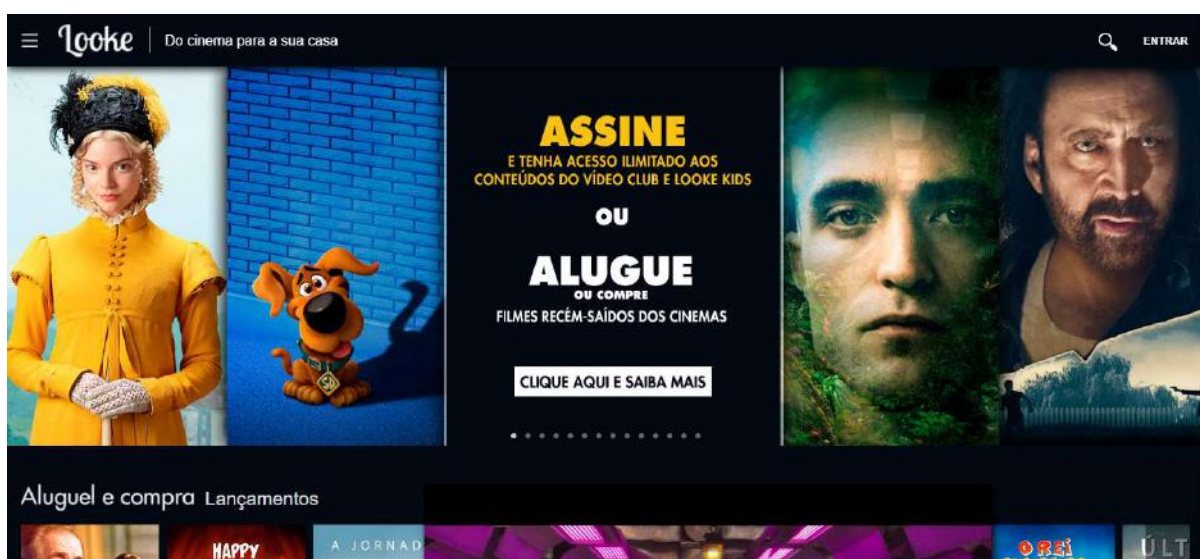 Looke
Do cinema para a sua casa
ENTRAR
ASSINE
E TENHA ACESSO ILIMITADO AOS
CONTEÚDOS DO VÍDEO CLUB E LOOKE KIDS
OU
ALUGUE
OU COMPRE
FILMES RECÉM-SAÍDOS DOS CINEMAS
CLIQUE AQUI E SAIBA MAIS
SD
Aluguel e compra Lançamentos
HAPPY
A JORNAD
O REI
ÚLT